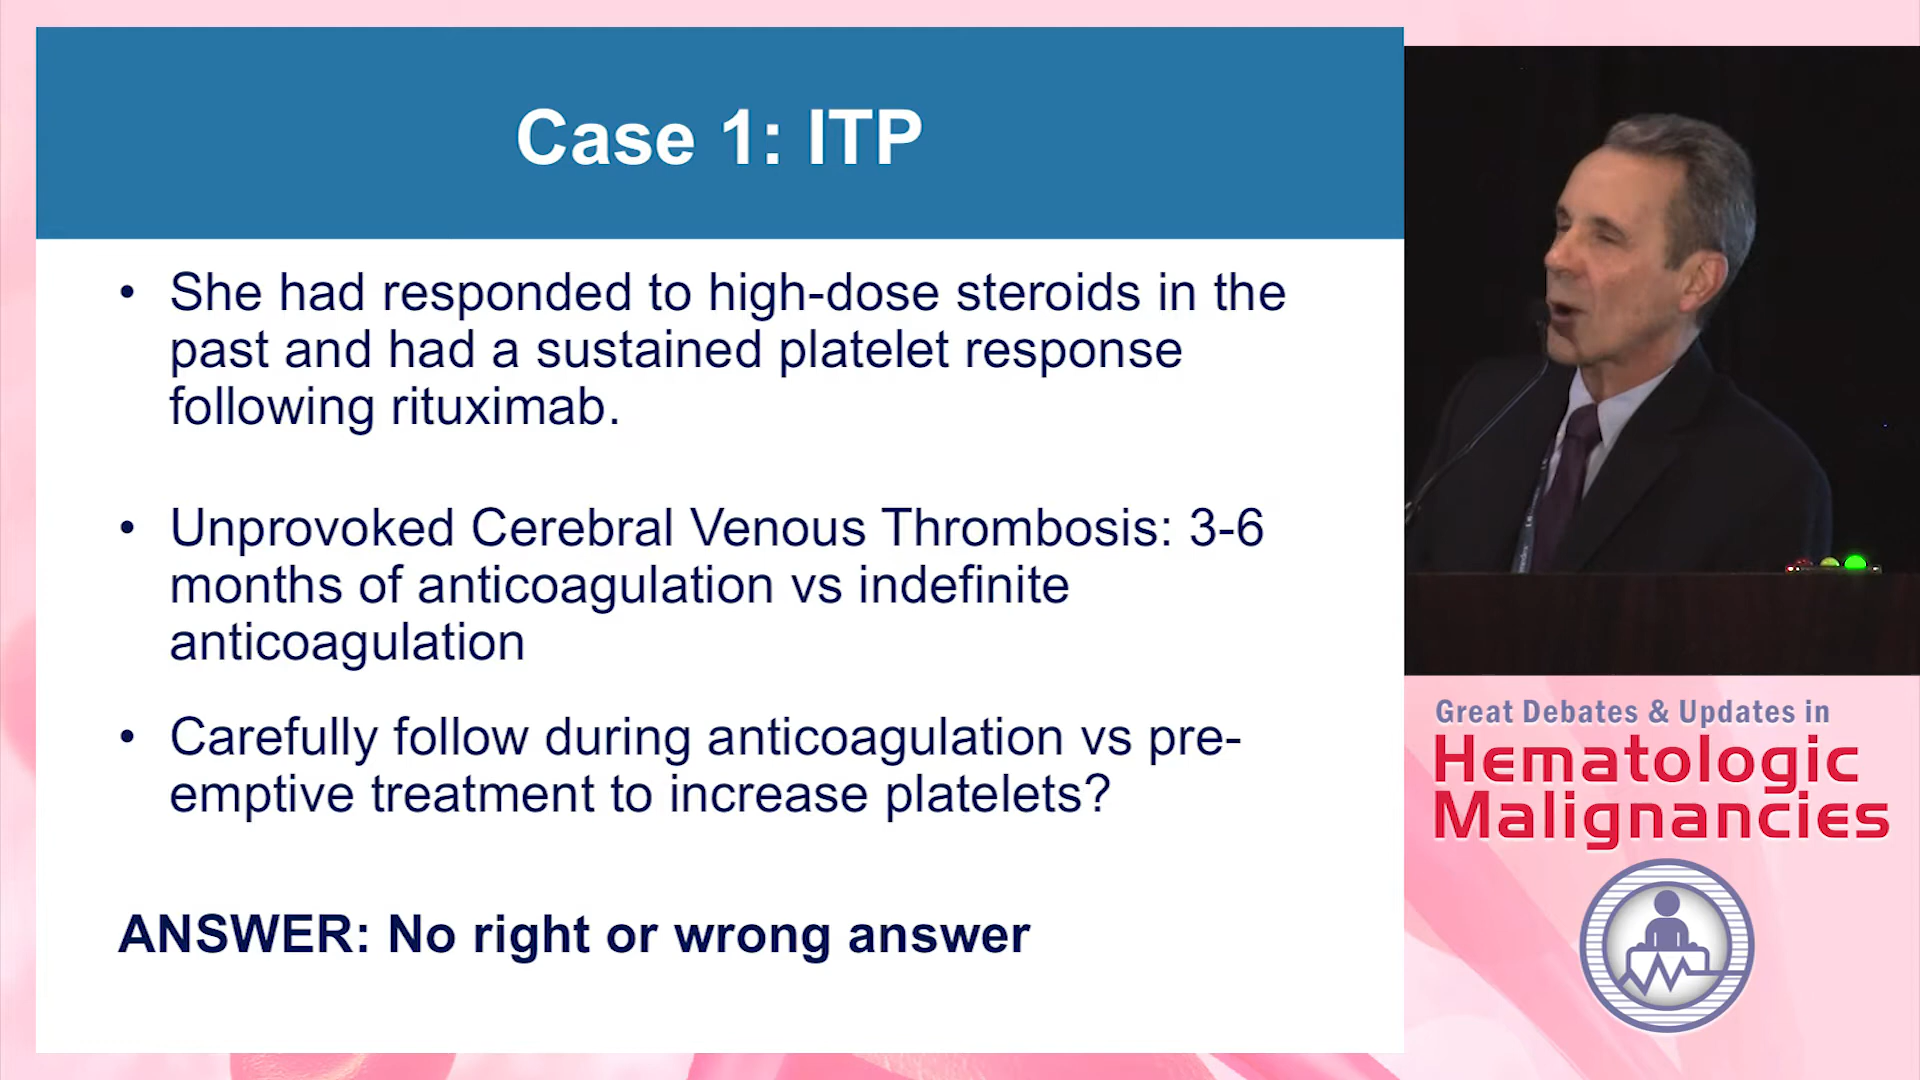 Case 1: ITP
• She had responded to high-dose steroids in the
past and had a sustained platelet response
following rituximab.
• Unprovoked Cerebral Venous Thrombosis: 3-6
months of anticoagulation vs indefinite
anticoagulation
• Carefully follow during anticoagulation vs pre-
emptive treatment to increase platelets?
ANSWER: No right or wrong answer
Great Debates & Updates in
Hematologic
Malignancies